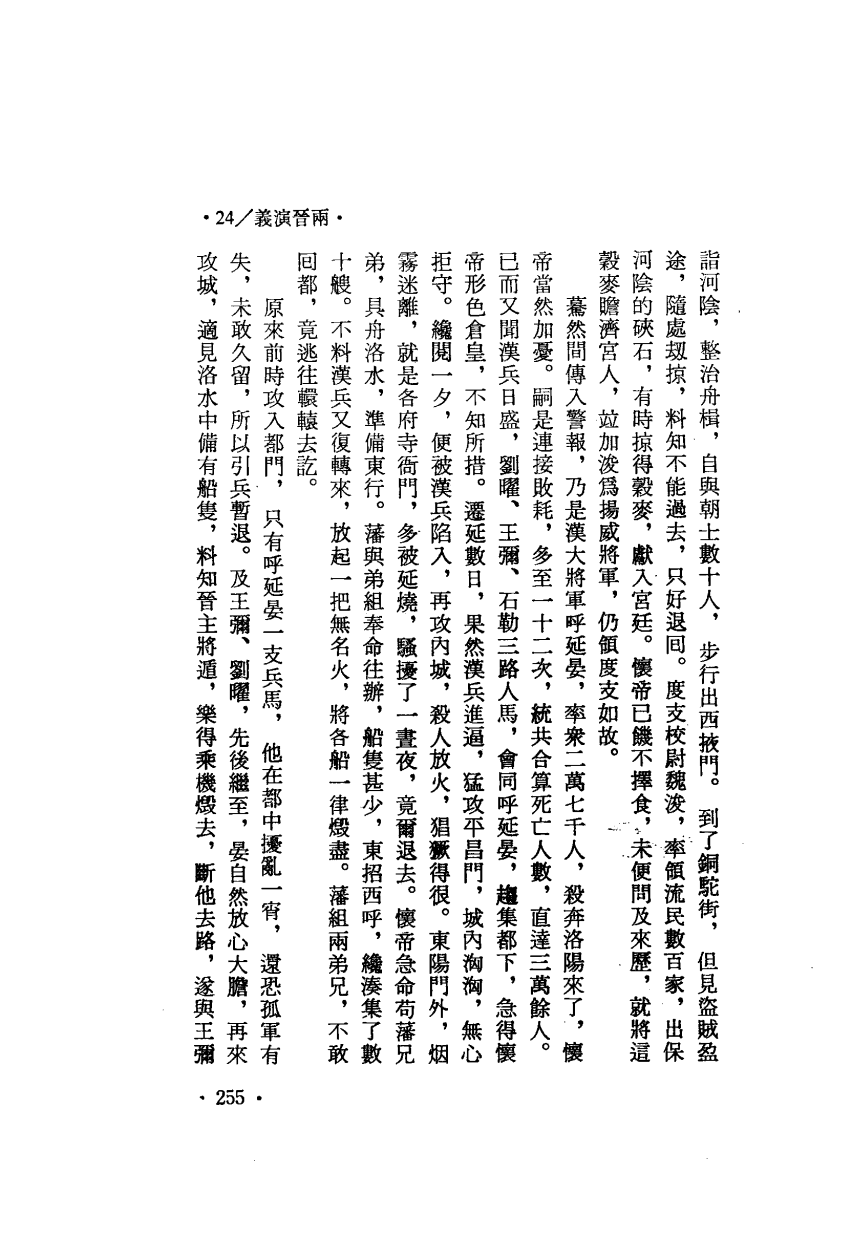 ·24／義演晉兩·
詣河陰，整治舟楫，自與朝士數十人，步行出西掖門。到了銅駝街，但見盜賊盈
途，隨處刼掠，料知不能過去，只好退囘。度支校尉魏浚，率領流民數百家，出保
河陰的硤石，有時掠得穀麥，獻入宮廷。懷帝已饑不擇食，未便問及來歷，就將這
穀麥贍濟宮人，竝加浚爲揚威將軍，仍領度支如故。
驀然間傳入警報，乃是漢大將軍呼延晏，率衆二萬七千人，殺奔洛陽來了，懷
帝當然加憂。嗣是連接敗耗，多至一十二次，統共合算死亡人數，直達三萬餘人。
已而又聞漢兵日盛，劉曜、王彌、石勒三路人馬，會同呼延晏，趨集都下，急得懷
帝形色倉皇，不知所措。遷延數日，果然漢兵進逼，猛攻平昌門，城內洶洶，無心
拒守。纔閱一夕，便被漢兵陷入，再攻內城，殺人放火，猖獗得很。東陽門外，烟
霧迷離，就是各府寺衙門，多被延燒，騷擾了一晝夜，竟爾退去。懷帝急命苟藩兄
弟，具舟洛水，準備東行。藩與弟組奉命往辦，船隻甚少，東招西呼，纔湊集了數
十艘。不料漢兵又復轉來，放起一把無名火，將各船一律燬盡。藩組兩弟兄，不敢
囘都，竟逃往轘轅去訖。
原來前時攻入都門，只有呼延晏一支兵馬，他在都中擾亂一宵，還恐孤軍有
失，未敢久留，所以引兵暫退。及王彌、劉曜，先後繼至，晏自然放心大膽，再來
攻城，適見洛水中備有船隻，料知晉主將遁，樂得乘機燬去，斷他去路，遂與王彌
·255·